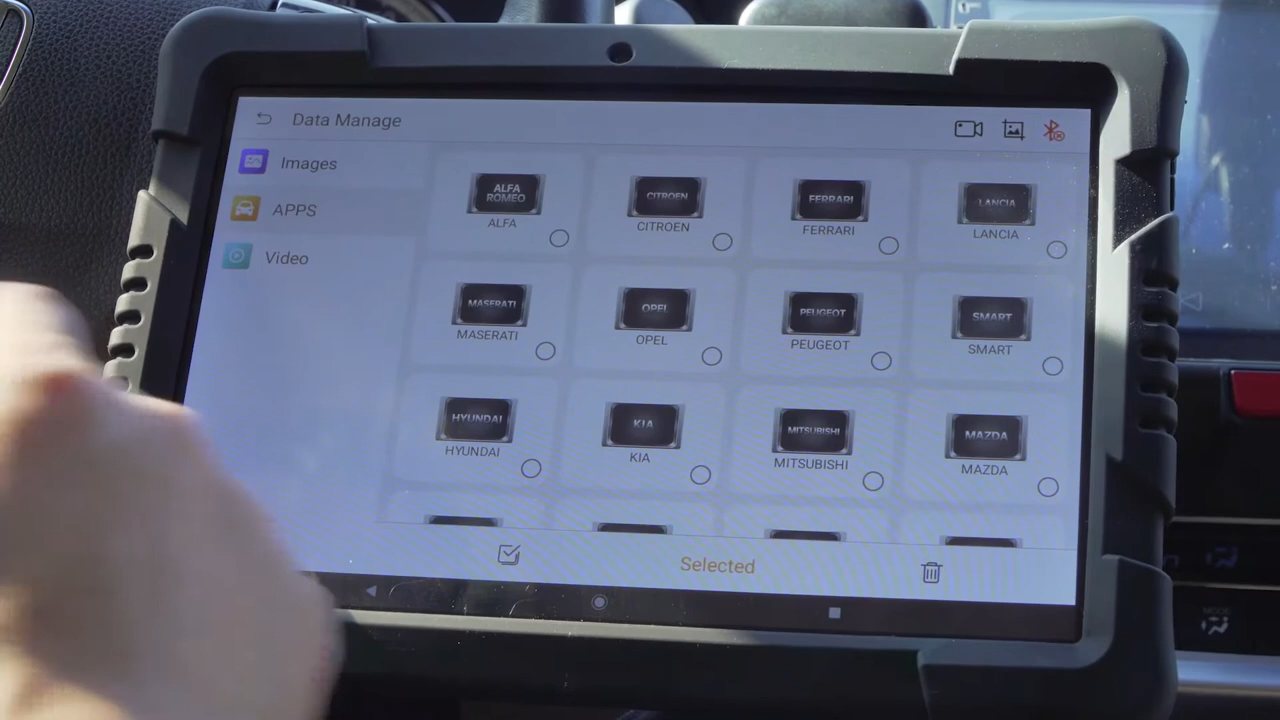 Data Manage
Images
APPS
Video
ALFA
ROMEO
ALFA
CITROEN
CITROEN
FERRARI
FERRARI
LANCIA
LANCIA
MASERATI
MASERATI
OPEL
OPEL
PEUGEOT
PEUGEOT
SMART
SMART
HYUNDAI
HYUNDAI
KIA
KIA
MITSUBISHI
MITSUBISHI
MAZDA
MAZDA
Selected
MODE